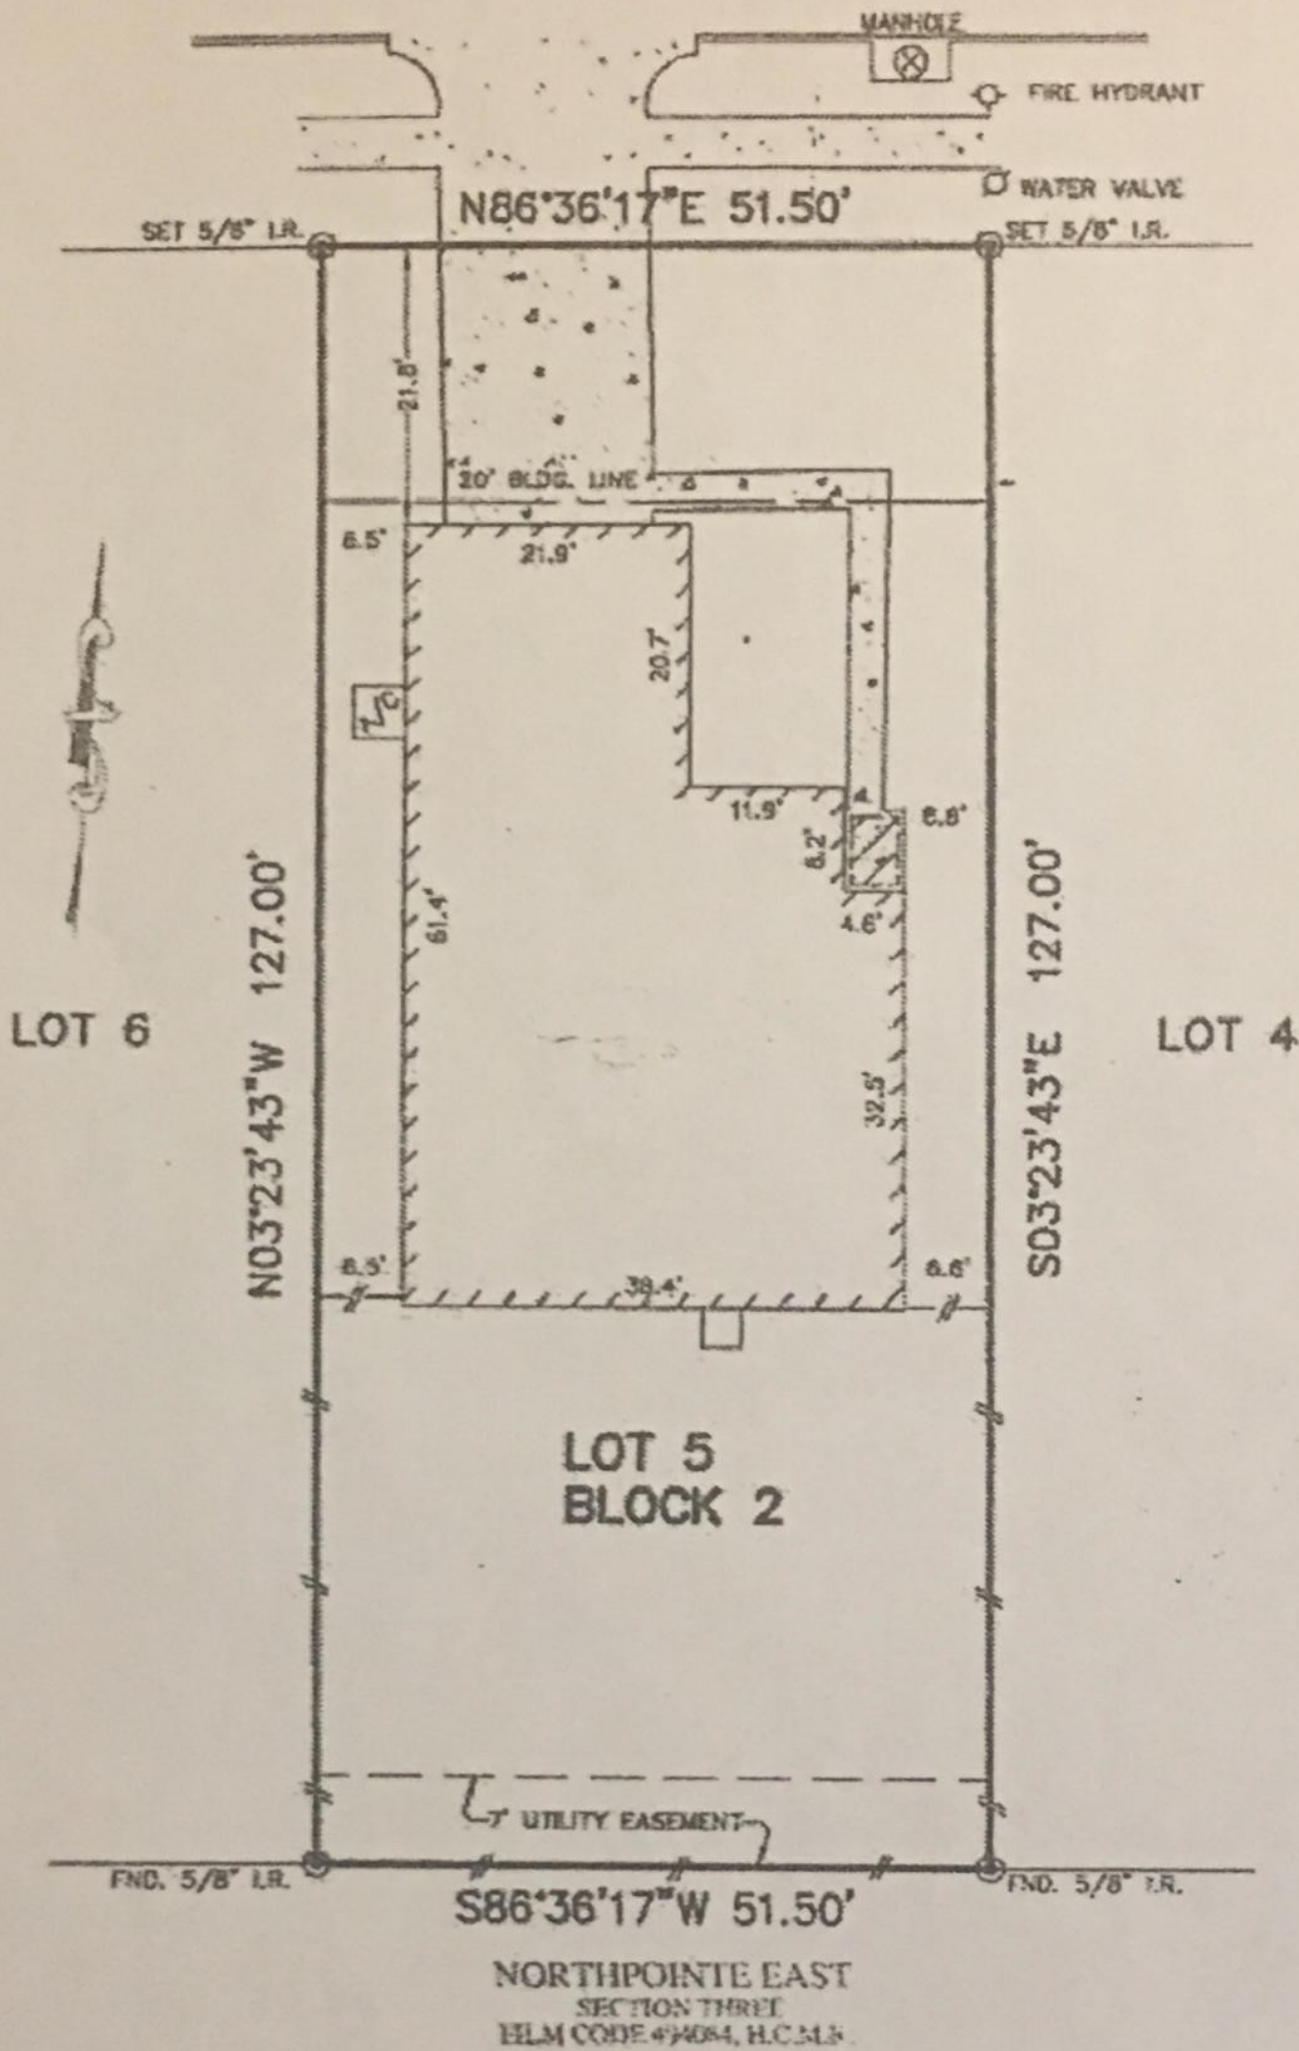 MANHOLE
FIRE HYDRANT
WATER VALVE
N86°36'17"E 51.50'
SET 5/8" I.R.
SET 5/8" I.R.
21.8'
20' BLDG. LINE
6.5'
21.9'
20.7'
11.9'
8.2'
6.6'
4.6'
61.4'
N03°23'43"W 127.00'
S03°23'43"E 127.00'
LOT 6
LOT 4
32.5'
6.5'
38.4'
6.6'
LOT 5
BLOCK 2
7' UTILITY EASEMENT
FND. 5/8" I.R.
FND. 5/8" I.R.
S86°36'17"W 51.50'
NORTHPOINTE EAST
SECTION THREE
FILM CODE H.C.M.R.